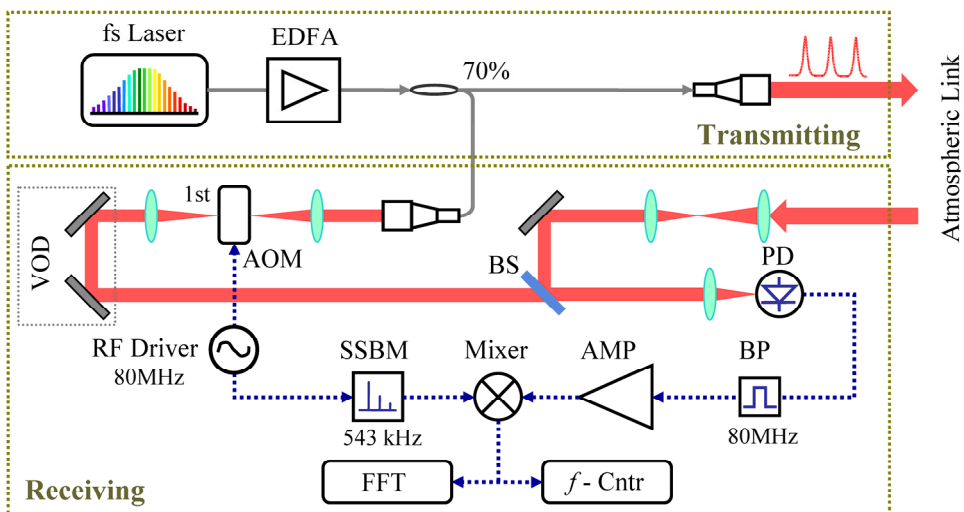 fs Laser
EDFA
70%
Transmitting
Atmospheric Link
VOD
1st
AOM
BS
PD
RF Driver
80MHz
SSBM
543 kHz
Mixer
AMP
BP
80MHz
FFT
f - Cntr
Receiving